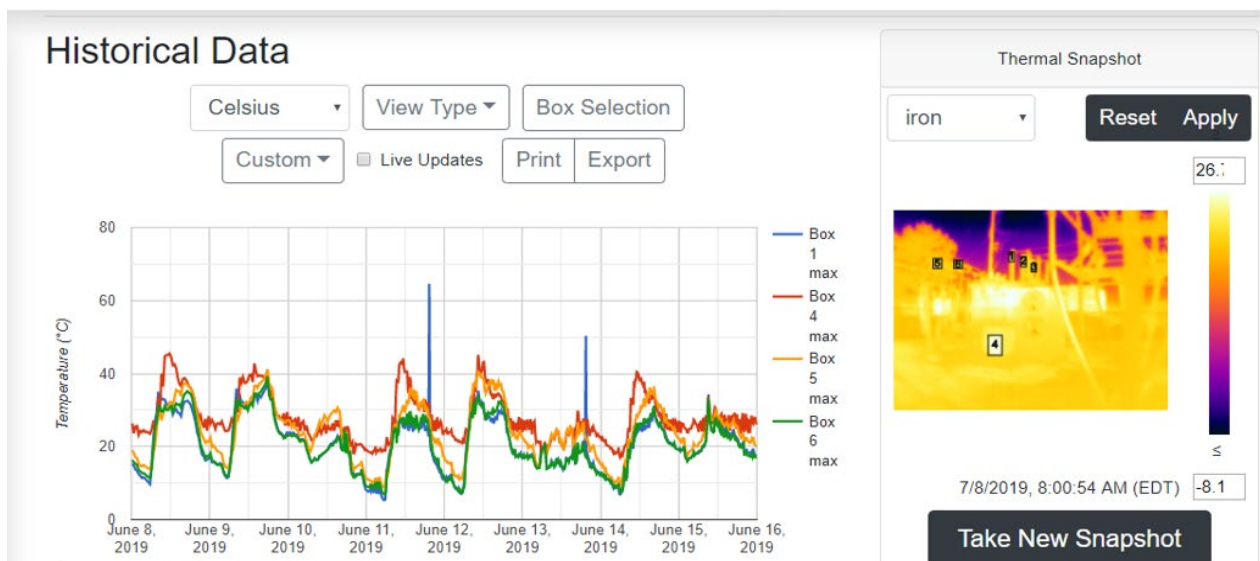 Historical Data
Celsius
View Type
Box Selection
Custom
Live Updates
Print
Export
Temperature (°C)
80
60
40
20
0
June 8,
2019
June 9,
2019
June 10,
2019
June 11,
2019
June 12,
2019
June 13,
2019
June 14,
2019
June 15,
2019
June 16,
2019
Box
1
max
Box
4
max
Box
5
max
Box
6
max
Thermal Snapshot
iron
Reset
Apply
26.
5
1
2
4
≤
7/8/2019, 8:00:54 AM (EDT)
-8.1
Take New Snapshot